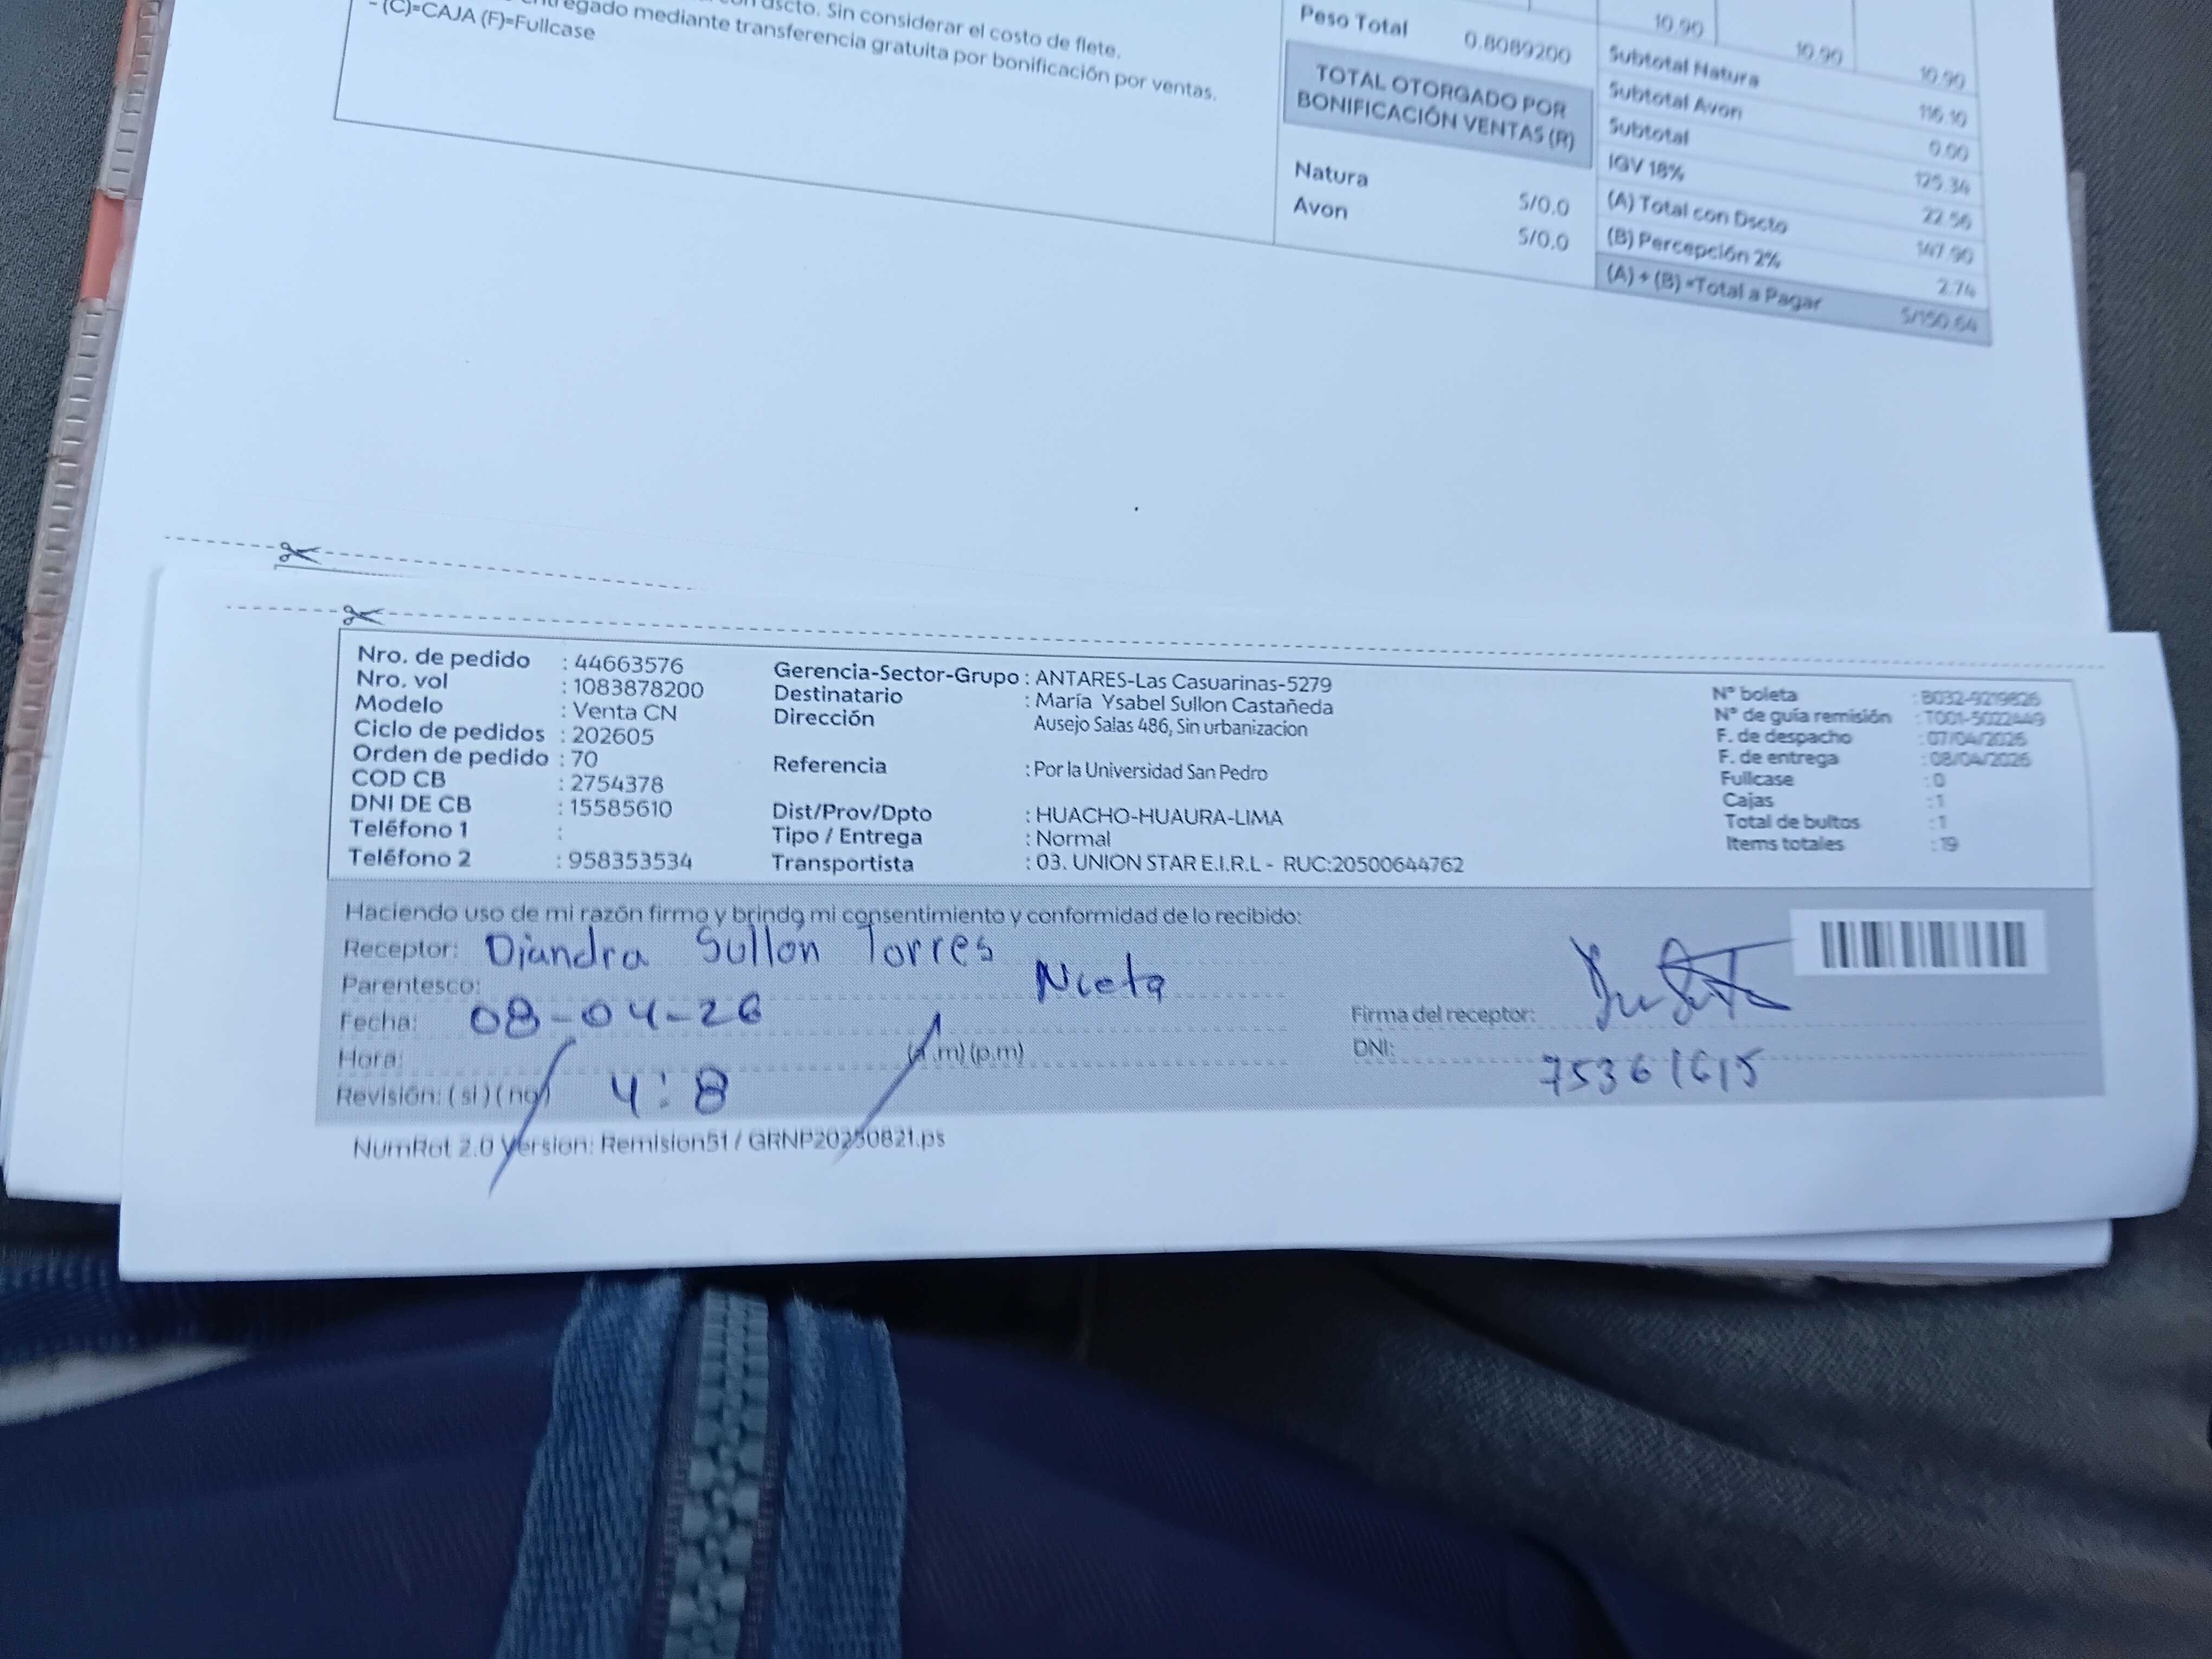 dscto. Sin considerar el costo de flete.
entregado mediante transferencia gratuita por bonificación por ventas.
- (C)=CAJA (F)=Fullcase
10.90 10.90 10.90
Peso Total 0.8089200
TOTAL OTORGADO POR
BONIFICACIÓN VENTAS (R)
Natura S/0.0
Avon S/0.0
Subtotal Natura 116.10
Subtotal Avon 0.00
Subtotal 125.34
IGV 18% 22.56
(A) Total con Dscto 147.90
(B) Percepción 2% 2.74
(A) + (B) =Total a Pagar S/150.64
Nro. de pedido : 44663576
Nro. vol : 1083878200
Modelo : Venta CN
Ciclo de pedidos : 202605
Orden de pedido : 70
COD CB : 2754378
DNI DE CB : 15585610
Teléfono 1 :
Teléfono 2 : 958353534
Gerencia-Sector-Grupo : ANTARES-Las Casuarinas-5279
Destinatario : María Ysabel Sullon Castañeda
Dirección Ausejo Salas 486, Sin urbanizacion
Referencia : Por la Universidad San Pedro
Dist/Prov/Dpto : HUACHO-HUAURA-LIMA
Tipo / Entrega : Normal
Transportista : 03. UNION STAR E.I.R.L - RUC:20500644762
N° boleta : B032-9219826
N° de guía remisión : T001-5022449
F. de despacho : 07/04/2026
F. de entrega : 08/04/2026
Fullcase : 0
Cajas : 1
Total de bultos : 1
Items totales : 19
Haciendo uso de mi razón firmo y brindo mi consentimiento y conformidad de lo recibido:
Receptor: Diandra Sullón Torres
Parentesco: Nieta
Fecha: 08-04-26
Hora: 4:8 (a.m) (p.m)
Revisión: ( si ) ( no )
Firma del receptor:
DNI: 75361615
NumRot 2.0 Version: Remision51 / GRNP20250821.ps